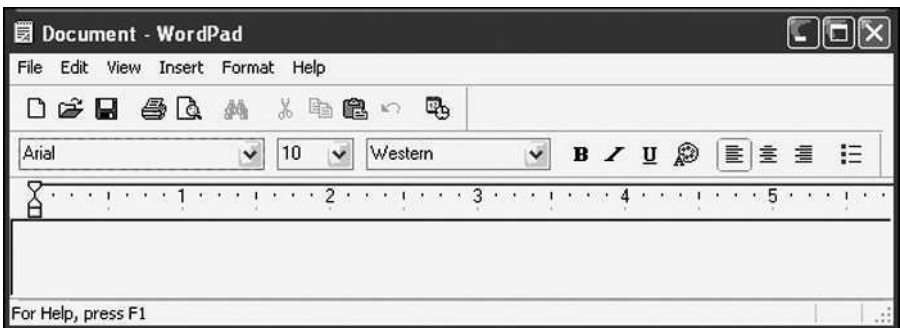 Document - WordPad
File Edit View Insert Format Help
Arial 10 Western B I U
1 2 3 4 5
For Help, press F1